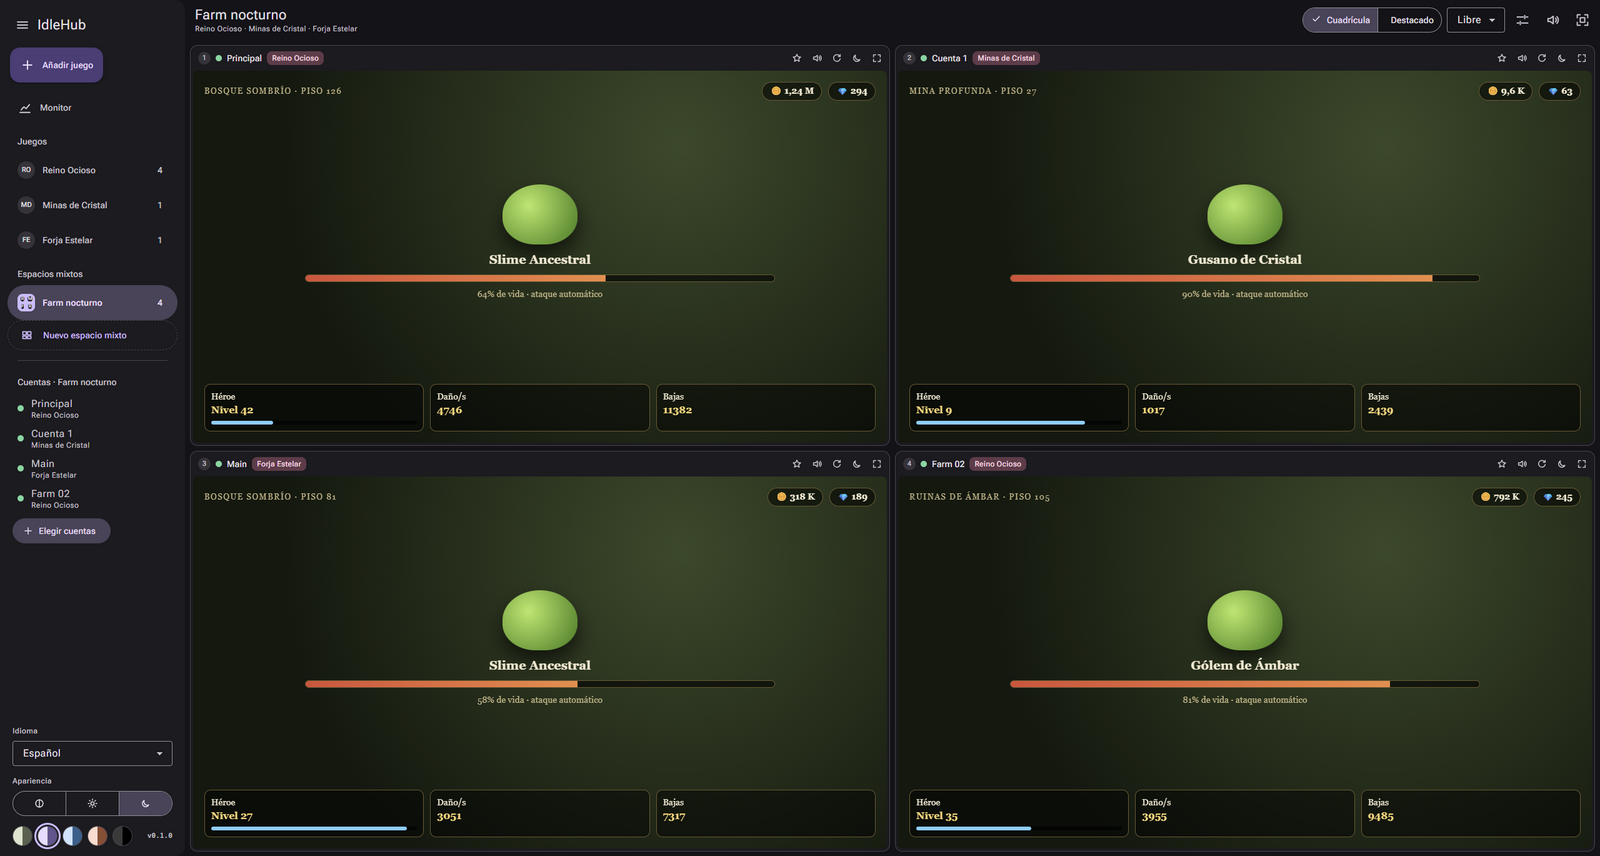 IdleHub
Añadir juego
Monitor
Juegos
RO Reino Ocioso 4
MD Minas de Cristal 1
FE Forja Estelar 1
Espacios mixtos
Farm nocturno 4
Nuevo espacio mixto
Cuentas · Farm nocturno
Principal
Reino Ocioso
Cuenta 1
Minas de Cristal
Main
Forja Estelar
Farm 02
Reino Ocioso
Elegir cuentas
Idioma
Español
Apariencia
v0.1.0
Farm nocturno
Reino Ocioso · Minas de Cristal · Forja Estelar
Cuadrícula Destacado Libre
1 Principal Reino Ocioso
BOSQUE SOMBRÍO · PISO 126 1,24 M 294
Slime Ancestral
64% de vida · ataque automático
Héroe Daño/s Bajas
Nivel 42 4746 11382
2 Cuenta 1 Minas de Cristal
MINA PROFUNDA · PISO 27 9,6 K 63
Gusano de Cristal
90% de vida · ataque automático
Héroe Daño/s Bajas
Nivel 9 1017 2439
3 Main Forja Estelar
BOSQUE SOMBRÍO · PISO 81 318 K 189
Slime Ancestral
58% de vida · ataque automático
Héroe Daño/s Bajas
Nivel 27 3051 7317
4 Farm 02 Reino Ocioso
RUINAS DE ÁMBAR · PISO 105 792 K 245
Gólem de Ámbar
81% de vida · ataque automático
Héroe Daño/s Bajas
Nivel 35 3955 9485